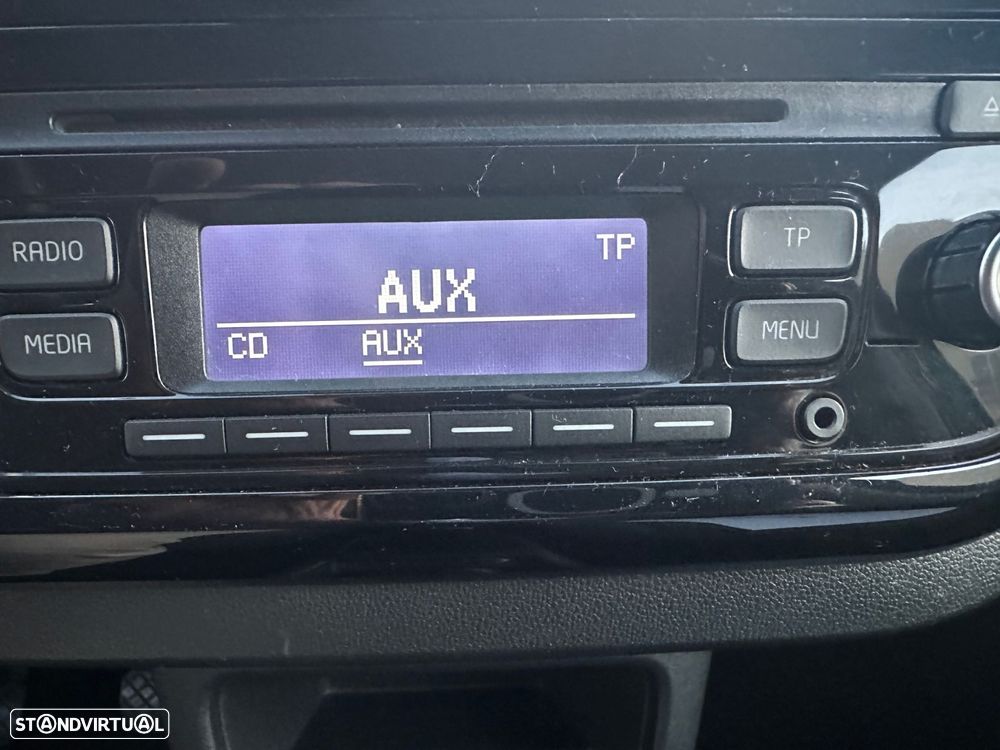 RADIO
MEDIA
TP
AUX
CD AUX
TP
MENU
STANDVIRTUAL